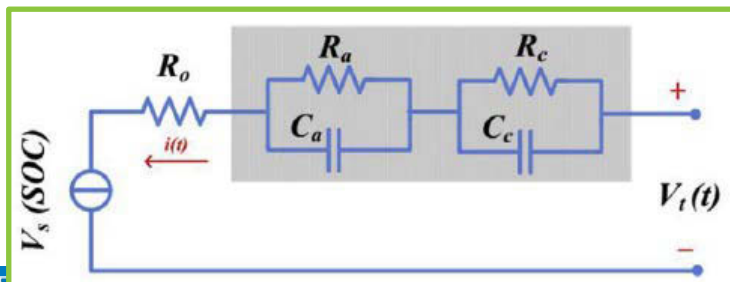 R_o
R_a
R_c
C_a
C_c
i(t)
V_s (SOC)
+
V_t (t)
−